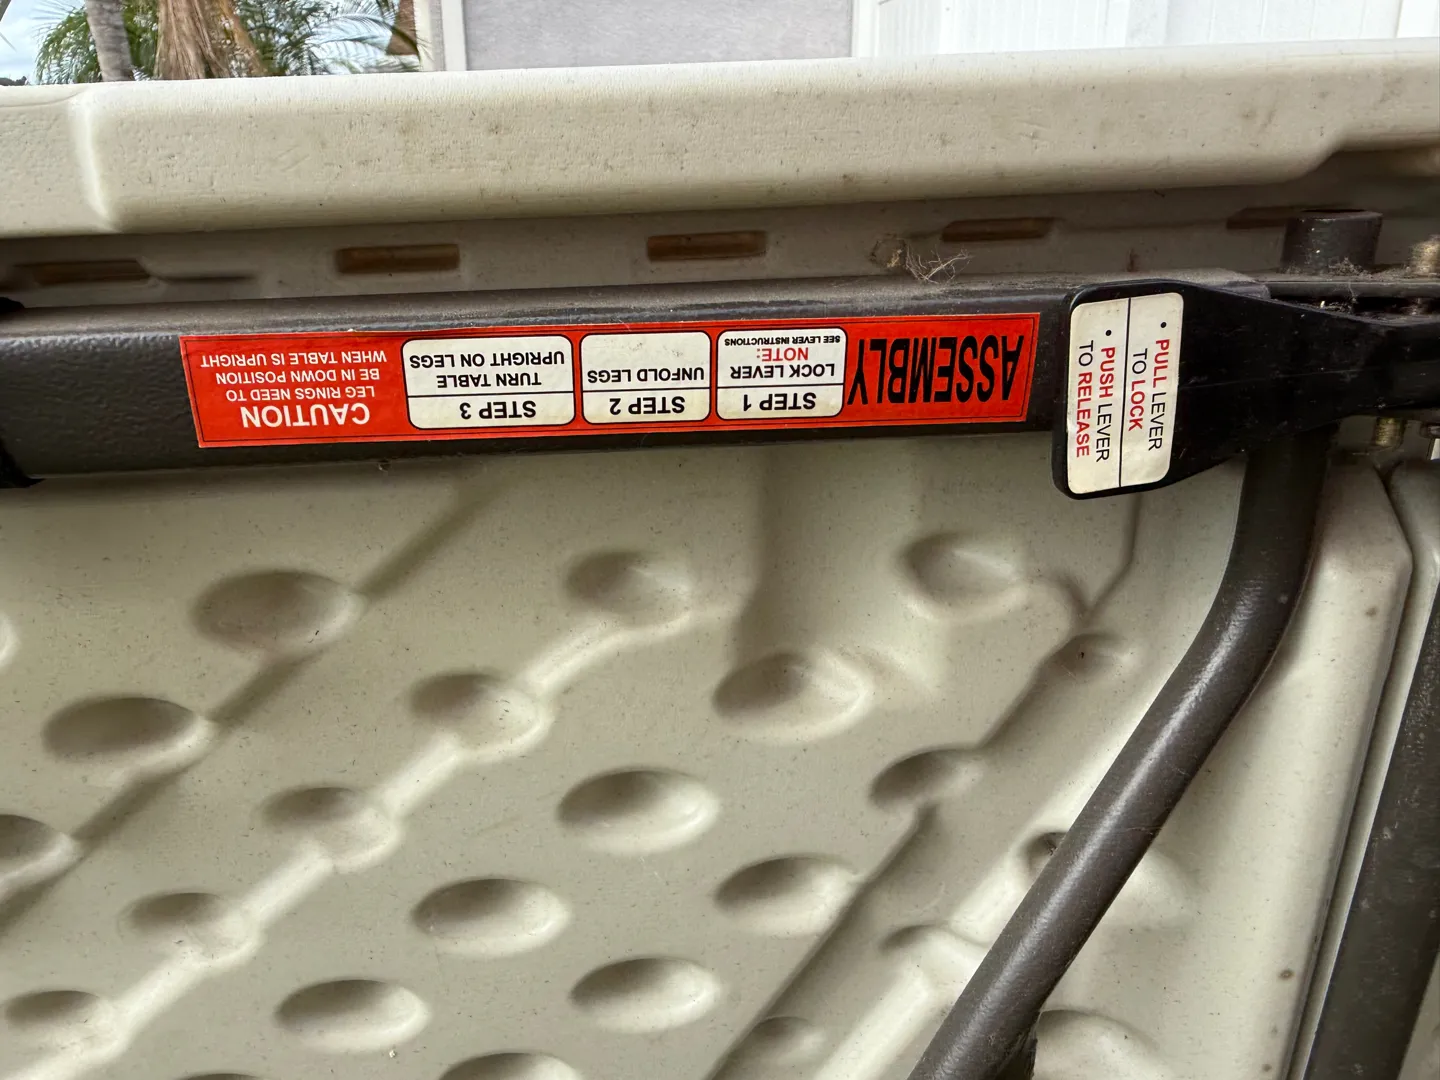 ASSEMBLY
STEP 1
LOCK LEVER
NOTE:
SEE LEVER INSTRUCTIONS
STEP 2
UNFOLD LEGS
STEP 3
TURN TABLE
UPRIGHT ON LEGS
CAUTION
LEG RINGS NEED TO
BE IN DOWN POSITION
WHEN TABLE IS UPRIGHT
• PULL LEVER
TO LOCK
• PUSH LEVER
TO RELEASE